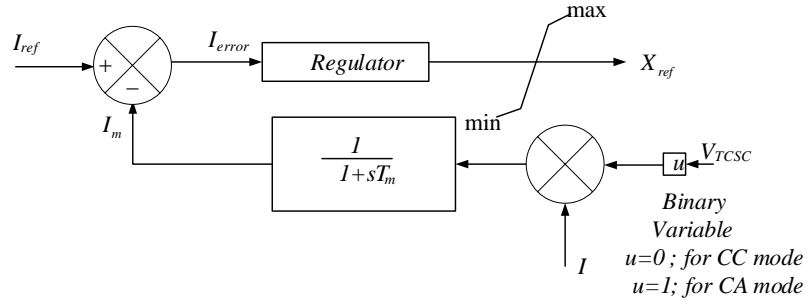 max
I_ref
I_error
Regulator
X_ref
+
−
min
I_m
1
1+sT_m
u
V_TCSC
I
Binary
Variable
u=0 ; for CC mode
u=1; for CA mode